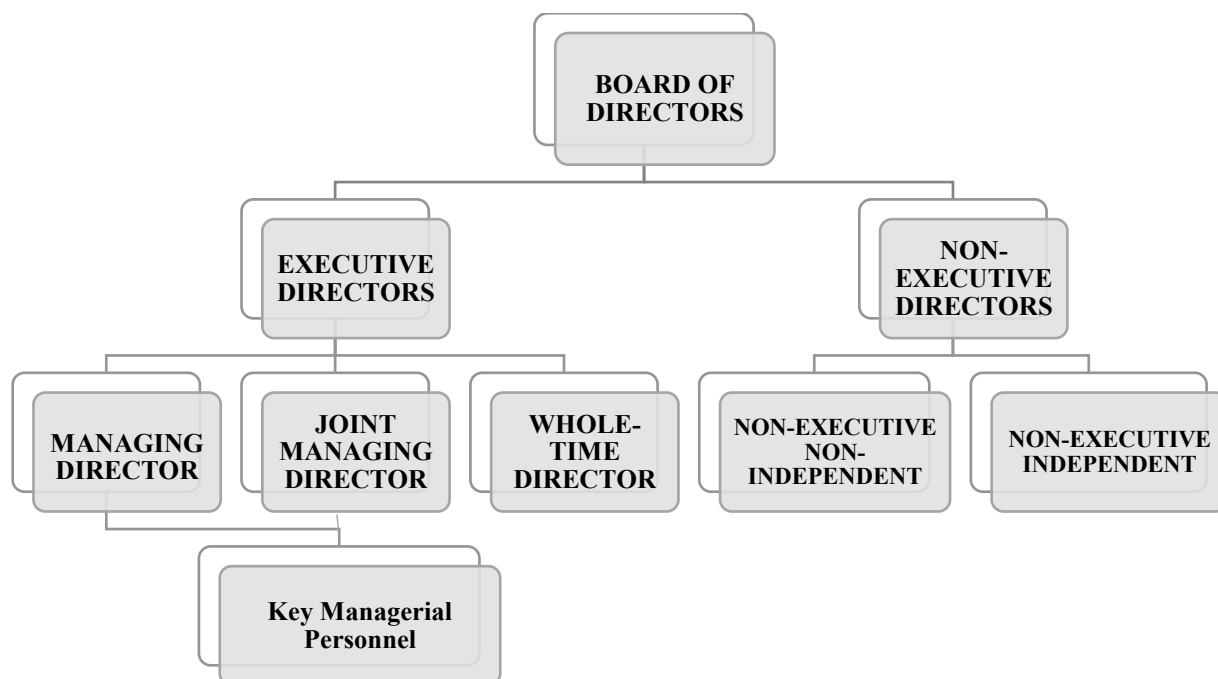 BOARD OF
DIRECTORS
EXECUTIVE
DIRECTORS
NON-
EXECUTIVE
DIRECTORS
MANAGING
DIRECTOR
JOINT
MANAGING
DIRECTOR
WHOLE-
TIME
DIRECTOR
NON-EXECUTIVE
NON-
INDEPENDENT
NON-EXECUTIVE
INDEPENDENT
Key Managerial
Personnel